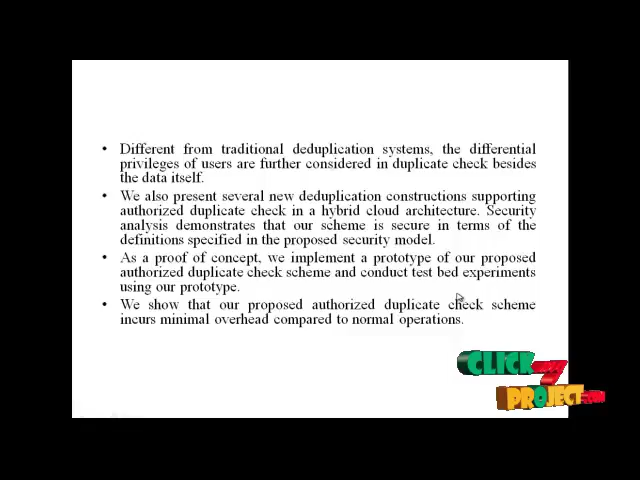 • Different from traditional deduplication systems, the differential
privileges of users are further considered in duplicate check besides
the data itself.
• We also present several new deduplication constructions supporting
authorized duplicate check in a hybrid cloud architecture. Security
analysis demonstrates that our scheme is secure in terms of the
definitions specified in the proposed security model.
• As a proof of concept, we implement a prototype of our proposed
authorized duplicate check scheme and conduct test bed experiments
using our prototype.
• We show that our proposed authorized duplicate check scheme
incurs minimal overhead compared to normal operations.
CLICK
PROJECT